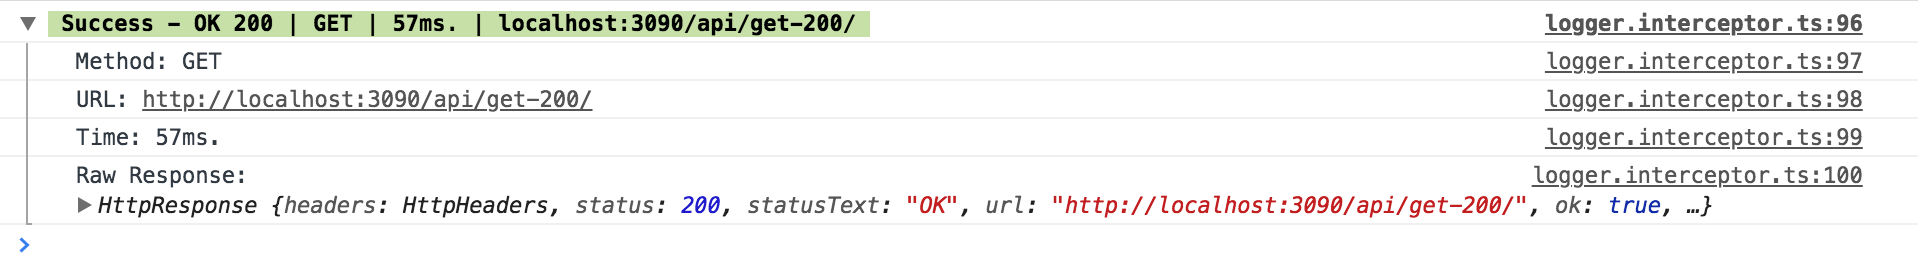 Success – OK 200 | GET | 57ms. | localhost:3090/api/get-200/ logger.interceptor.ts:96
Method: GET logger.interceptor.ts:97
URL: http://localhost:3090/api/get-200/ logger.interceptor.ts:98
Time: 57ms. logger.interceptor.ts:99
Raw Response: logger.interceptor.ts:100
HttpResponse {headers: HttpHeaders, status: 200, statusText: "OK", url: "http://localhost:3090/api/get-200/", ok: true, …}